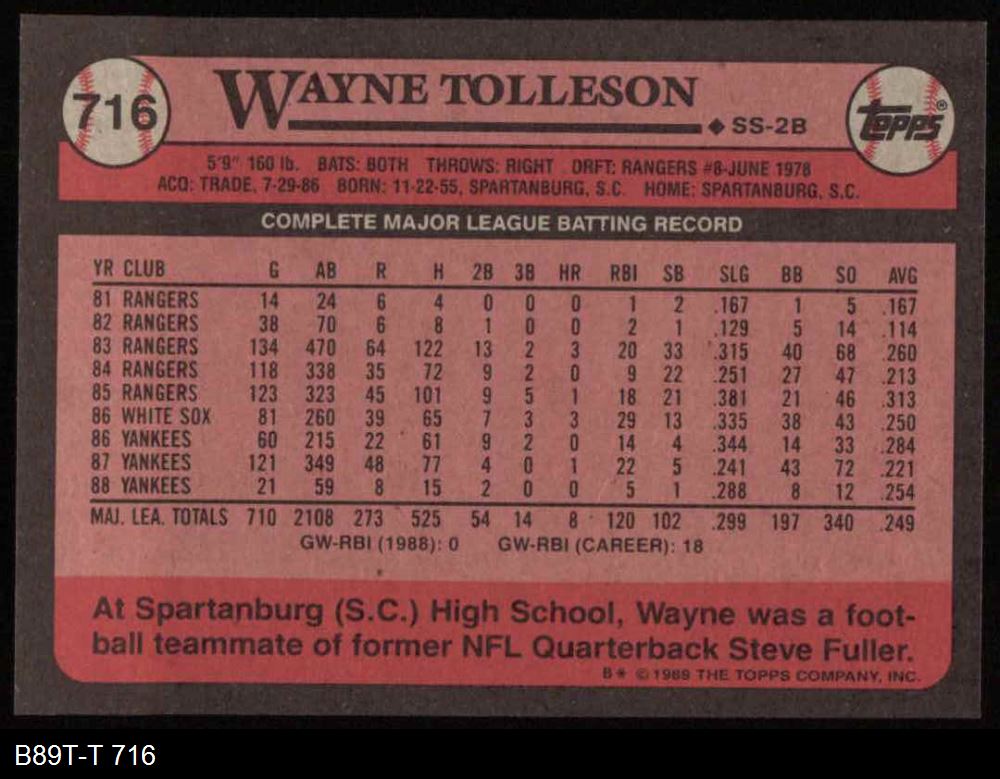 716
WAYNE TOLLESON
◆ SS-2B
Topps®
5'9" 160 lb. BATS: BOTH THROWS: RIGHT DRFT: RANGERS #8-JUNE 1978
ACQ: TRADE, 7-29-86 BORN: 11-22-55, SPARTANBURG, S.C. HOME: SPARTANBURG, S.C.
COMPLETE MAJOR LEAGUE BATTING RECORD
YR CLUB G AB R H 2B 3B HR RBI SB SLG BB SO AVG
81 RANGERS 14 24 6 4 0 0 0 1 2 .167 1 5 .167
82 RANGERS 38 70 6 8 1 0 0 2 1 .129 5 14 .114
83 RANGERS 134 470 64 122 13 2 3 20 33 .315 40 68 .260
84 RANGERS 118 338 35 72 9 2 0 9 22 .251 27 47 .213
85 RANGERS 123 323 45 101 9 5 1 18 21 .381 21 46 .313
86 WHITE SOX 81 260 39 65 7 3 3 29 13 .335 38 43 .250
86 YANKEES 60 215 22 61 9 2 0 14 4 .344 14 33 .284
87 YANKEES 121 349 48 77 4 0 1 22 5 .241 43 72 .221
88 YANKEES 21 59 8 15 2 0 0 5 1 .288 8 12 .254
MAJ. LEA. TOTALS 710 2108 273 525 54 14 8 120 102 .299 197 340 .249
GW-RBI (1988): 0 GW-RBI (CAREER): 18
At Spartanburg (S.C.) High School, Wayne was a foot-
ball teammate of former NFL Quarterback Steve Fuller.
B* © 1989 THE TOPPS COMPANY, INC.
B89T-T 716